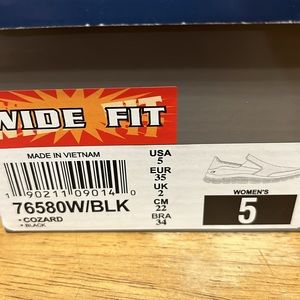 WIDE FIT
MADE IN VIETNAM
1 90211 09014 0
76580W/BLK
• COZARD
• BLACK
USA
5
EUR
35
UK
2
CM
22
BRA
34
WOMEN'S
5